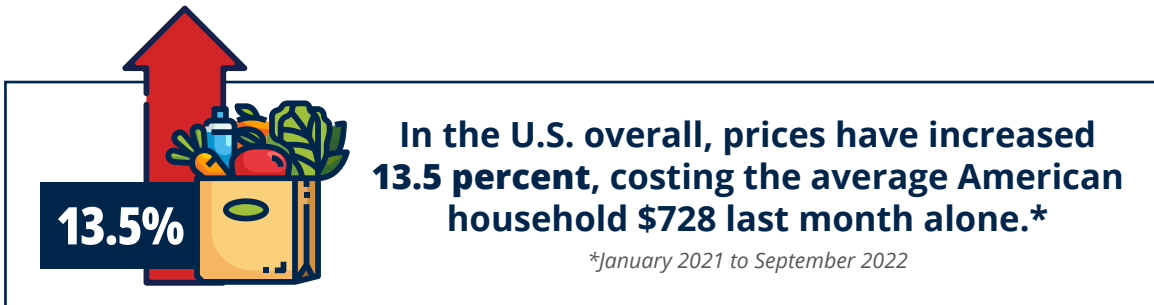 In the U.S. overall, prices have increased
13.5 percent, costing the average American
household $728 last month alone.*
13.5%
*January 2021 to September 2022